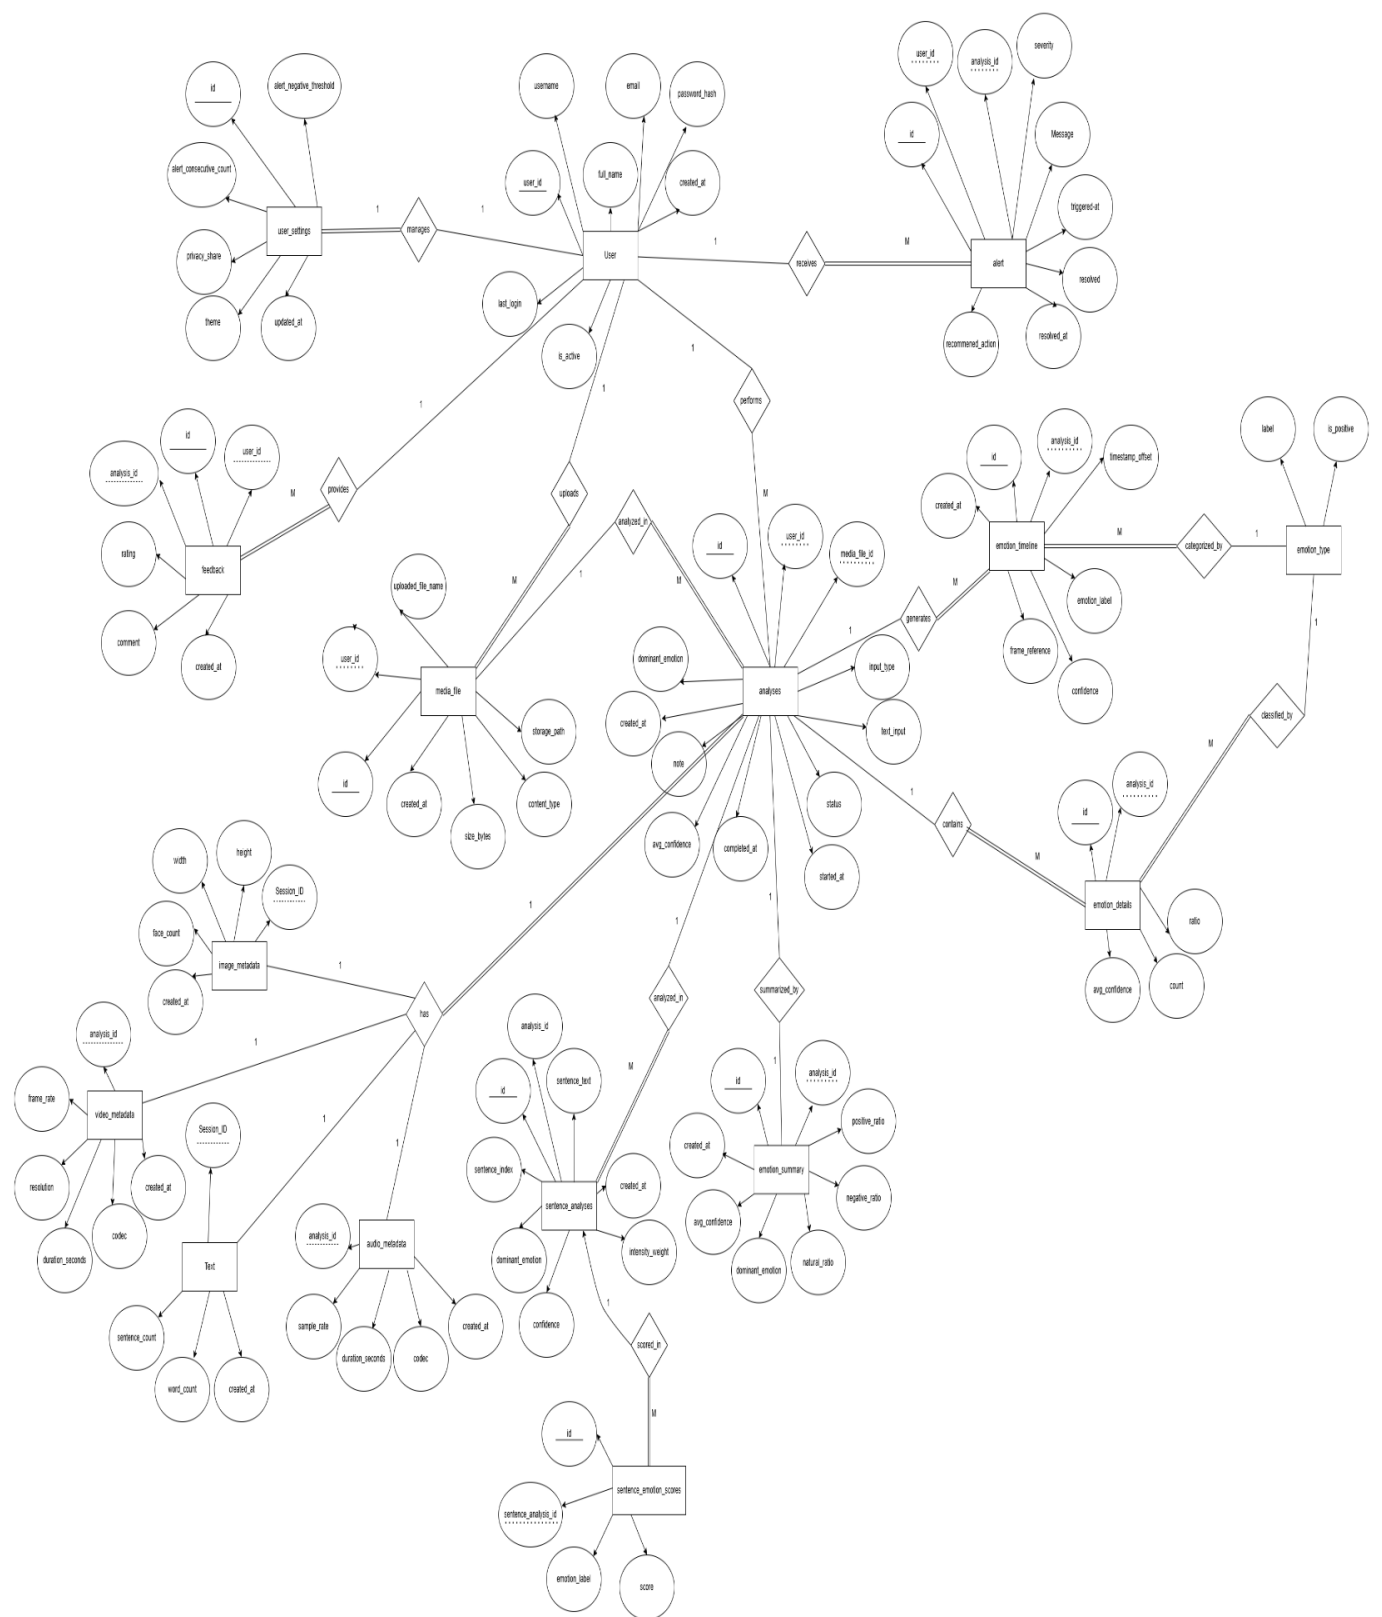 id
alert_negative_threshold
alert_consecutive_count
privacy_share
theme
updated_at
user_settings
1
manages
1
username
email
password_hash
user_id
full_name
created_at
User
last_login
is_active
1
receives
M
user_id
analysis_id
severity
id
Message
triggered-at
resolved
resolved_at
recommened_action
alert
1
provides
M
analysis_id
id
user_id
rating
comment
created_at
feedback
1
uploads
M
uploaded_file_name
user_id
id
created_at
size_bytes
content_type
storage_path
media_file
1
analyzed_in
1
performs
M
id
user_id
media_file_id
dominant_emotion
created_at
note
avg_confidence
completed_at
started_at
status
text_input
input_type
analyses
1
generates
M
created_at
id
analysis_id
timestamp_offset
emotion_timeline
emotion_label
frame_reference
confidence
M
categorized_by
1
label
is_positive
emotion_type
1
classified_by
M
1
contains
M
id
analysis_id
emotion_details
ratio
count
avg_confidence
width
height
Session_ID
face_count
created_at
image_metadata
1
1
has
analysis_id
frame_rate
video_metadata
resolution
duration_seconds
codec
created_at
1
Session_ID
Text
sentence_count
word_count
created_at
1
analysis_id
audio_metadata
sample_rate
duration_seconds
codec
created_at
1
1
analyzed_in
M
analysis_id
id
sentence_text
sentence_index
created_at
sentence_analyses
dominant_emotion
intensity_weight
confidence
1
summarized_by
1
id
analysis_id
created_at
positive_ratio
emotion_summary
negative_ratio
avg_confidence
dominant_emotion
natural_ratio
1
scored_in
M
id
sentence_emotion_scores
sentence_analysis_id
emotion_label
score